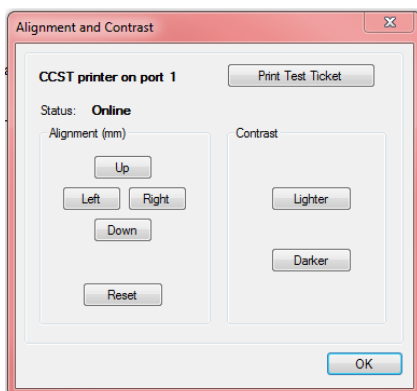 Alignment and Contrast
CCST printer on port 1
Print Test Ticket
Status: Online
Alignment (mm)
Contrast
Up
Left Right
Lighter
Down
Darker
Reset
OK